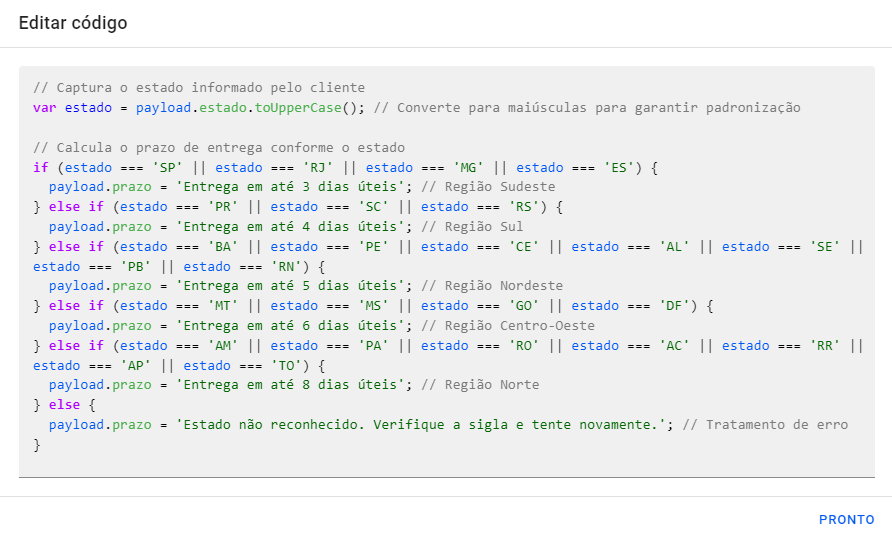 Editar código
// Captura o estado informado pelo cliente
var estado = payload.estado.toUpperCase(); // Converte para maiúsculas para garantir padronização
// Calcula o prazo de entrega conforme o estado
if (estado === 'SP' || estado === 'RJ' || estado === 'MG' || estado === 'ES') {
  payload.prazo = 'Entrega em até 3 dias úteis'; // Região Sudeste
} else if (estado === 'PR' || estado === 'SC' || estado === 'RS') {
  payload.prazo = 'Entrega em até 4 dias úteis'; // Região Sul
} else if (estado === 'BA' || estado === 'PE' || estado === 'CE' || estado === 'AL' || estado === 'SE' ||
estado === 'PB' || estado === 'RN') {
  payload.prazo = 'Entrega em até 5 dias úteis'; // Região Nordeste
} else if (estado === 'MT' || estado === 'MS' || estado === 'GO' || estado === 'DF') {
  payload.prazo = 'Entrega em até 6 dias úteis'; // Região Centro-Oeste
} else if (estado === 'AM' || estado === 'PA' || estado === 'RO' || estado === 'AC' || estado === 'RR' ||
estado === 'AP' || estado === 'TO') {
  payload.prazo = 'Entrega em até 8 dias úteis'; // Região Norte
} else {
  payload.prazo = 'Estado não reconhecido. Verifique a sigla e tente novamente.'; // Tratamento de erro
}
PRONTO